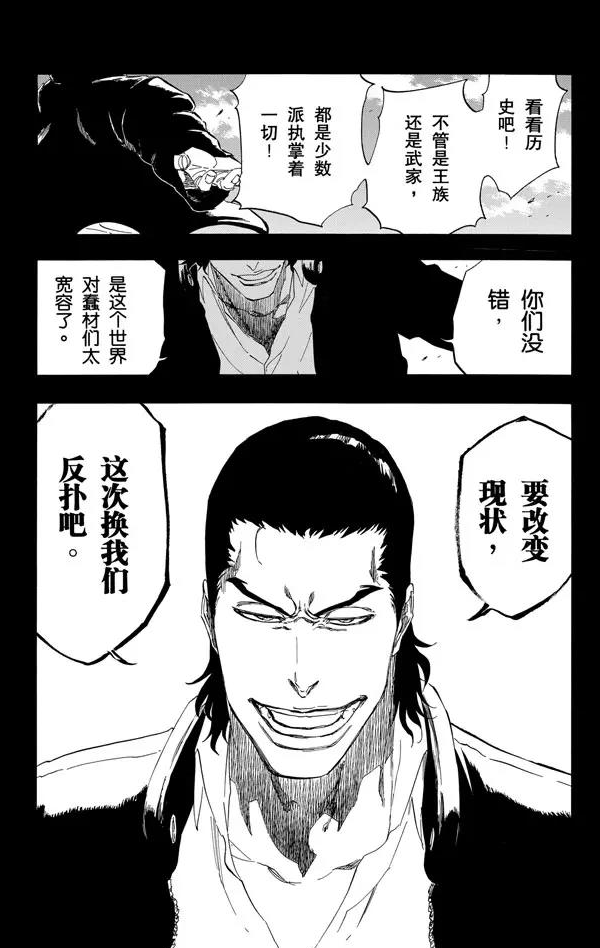 看看历
史吧！
不管是王族
还是武家，
都是少数
派执掌着
一切！
你们没
错，
是这个世界
对蠢材们太
宽容了。
要改变
现状，
这次换我们
反扑吧。